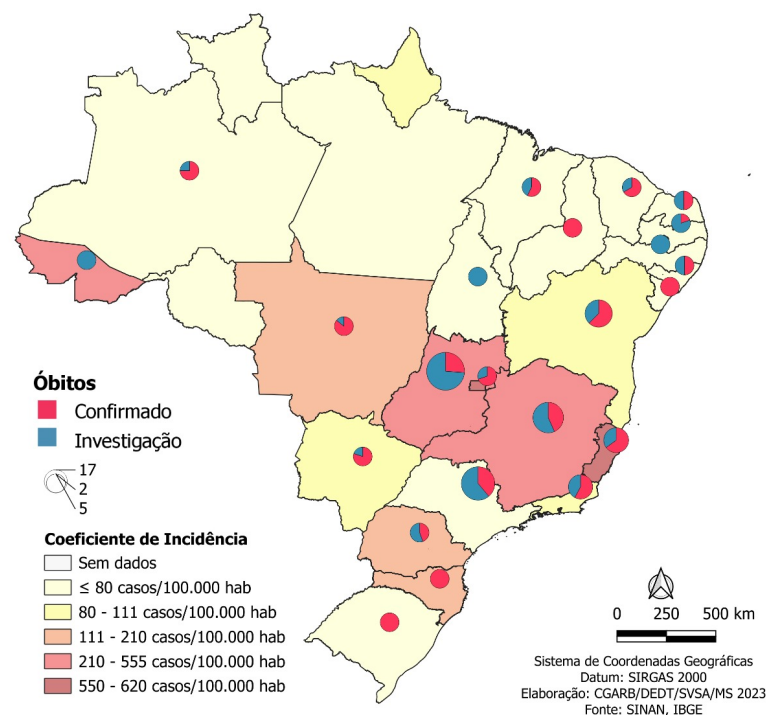 Óbitos
Confirmado
Investigação
17
2
5
Coeficiente de Incidência
Sem dados
≤ 80 casos/100.000 hab
80 - 111 casos/100.000 hab
111 - 210 casos/100.000 hab
210 - 555 casos/100.000 hab
550 - 620 casos/100.000 hab
0 250 500 km
Sistema de Coordenadas Geográficas
Datum: SIRGAS 2000
Elaboração: CGARB/DEDT/SVSA/MS 2023
Fonte: SINAN, IBGE